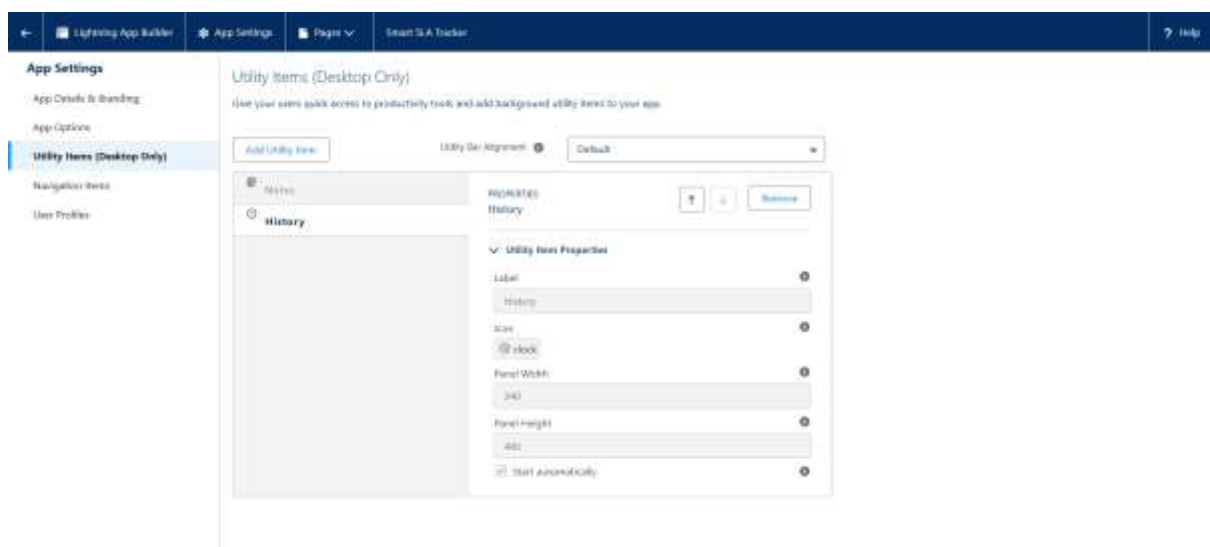 Lightning App Builder App Settings Pages Smart SLA Tracker ? Help
App Settings
App Details & Branding
App Options
Utility Items (Desktop Only)
Navigation Items
User Profiles
Utility Items (Desktop Only)
Give your users quick access to productivity tools and add background utility items to your app.
Add Utility Item
Utility Bar Alignment
Default
Notes
History
PROPERTIES
History
Remove
Utility Item Properties
Label
History
Icon
clock
Panel Width
340
Panel Height
480
Start automatically